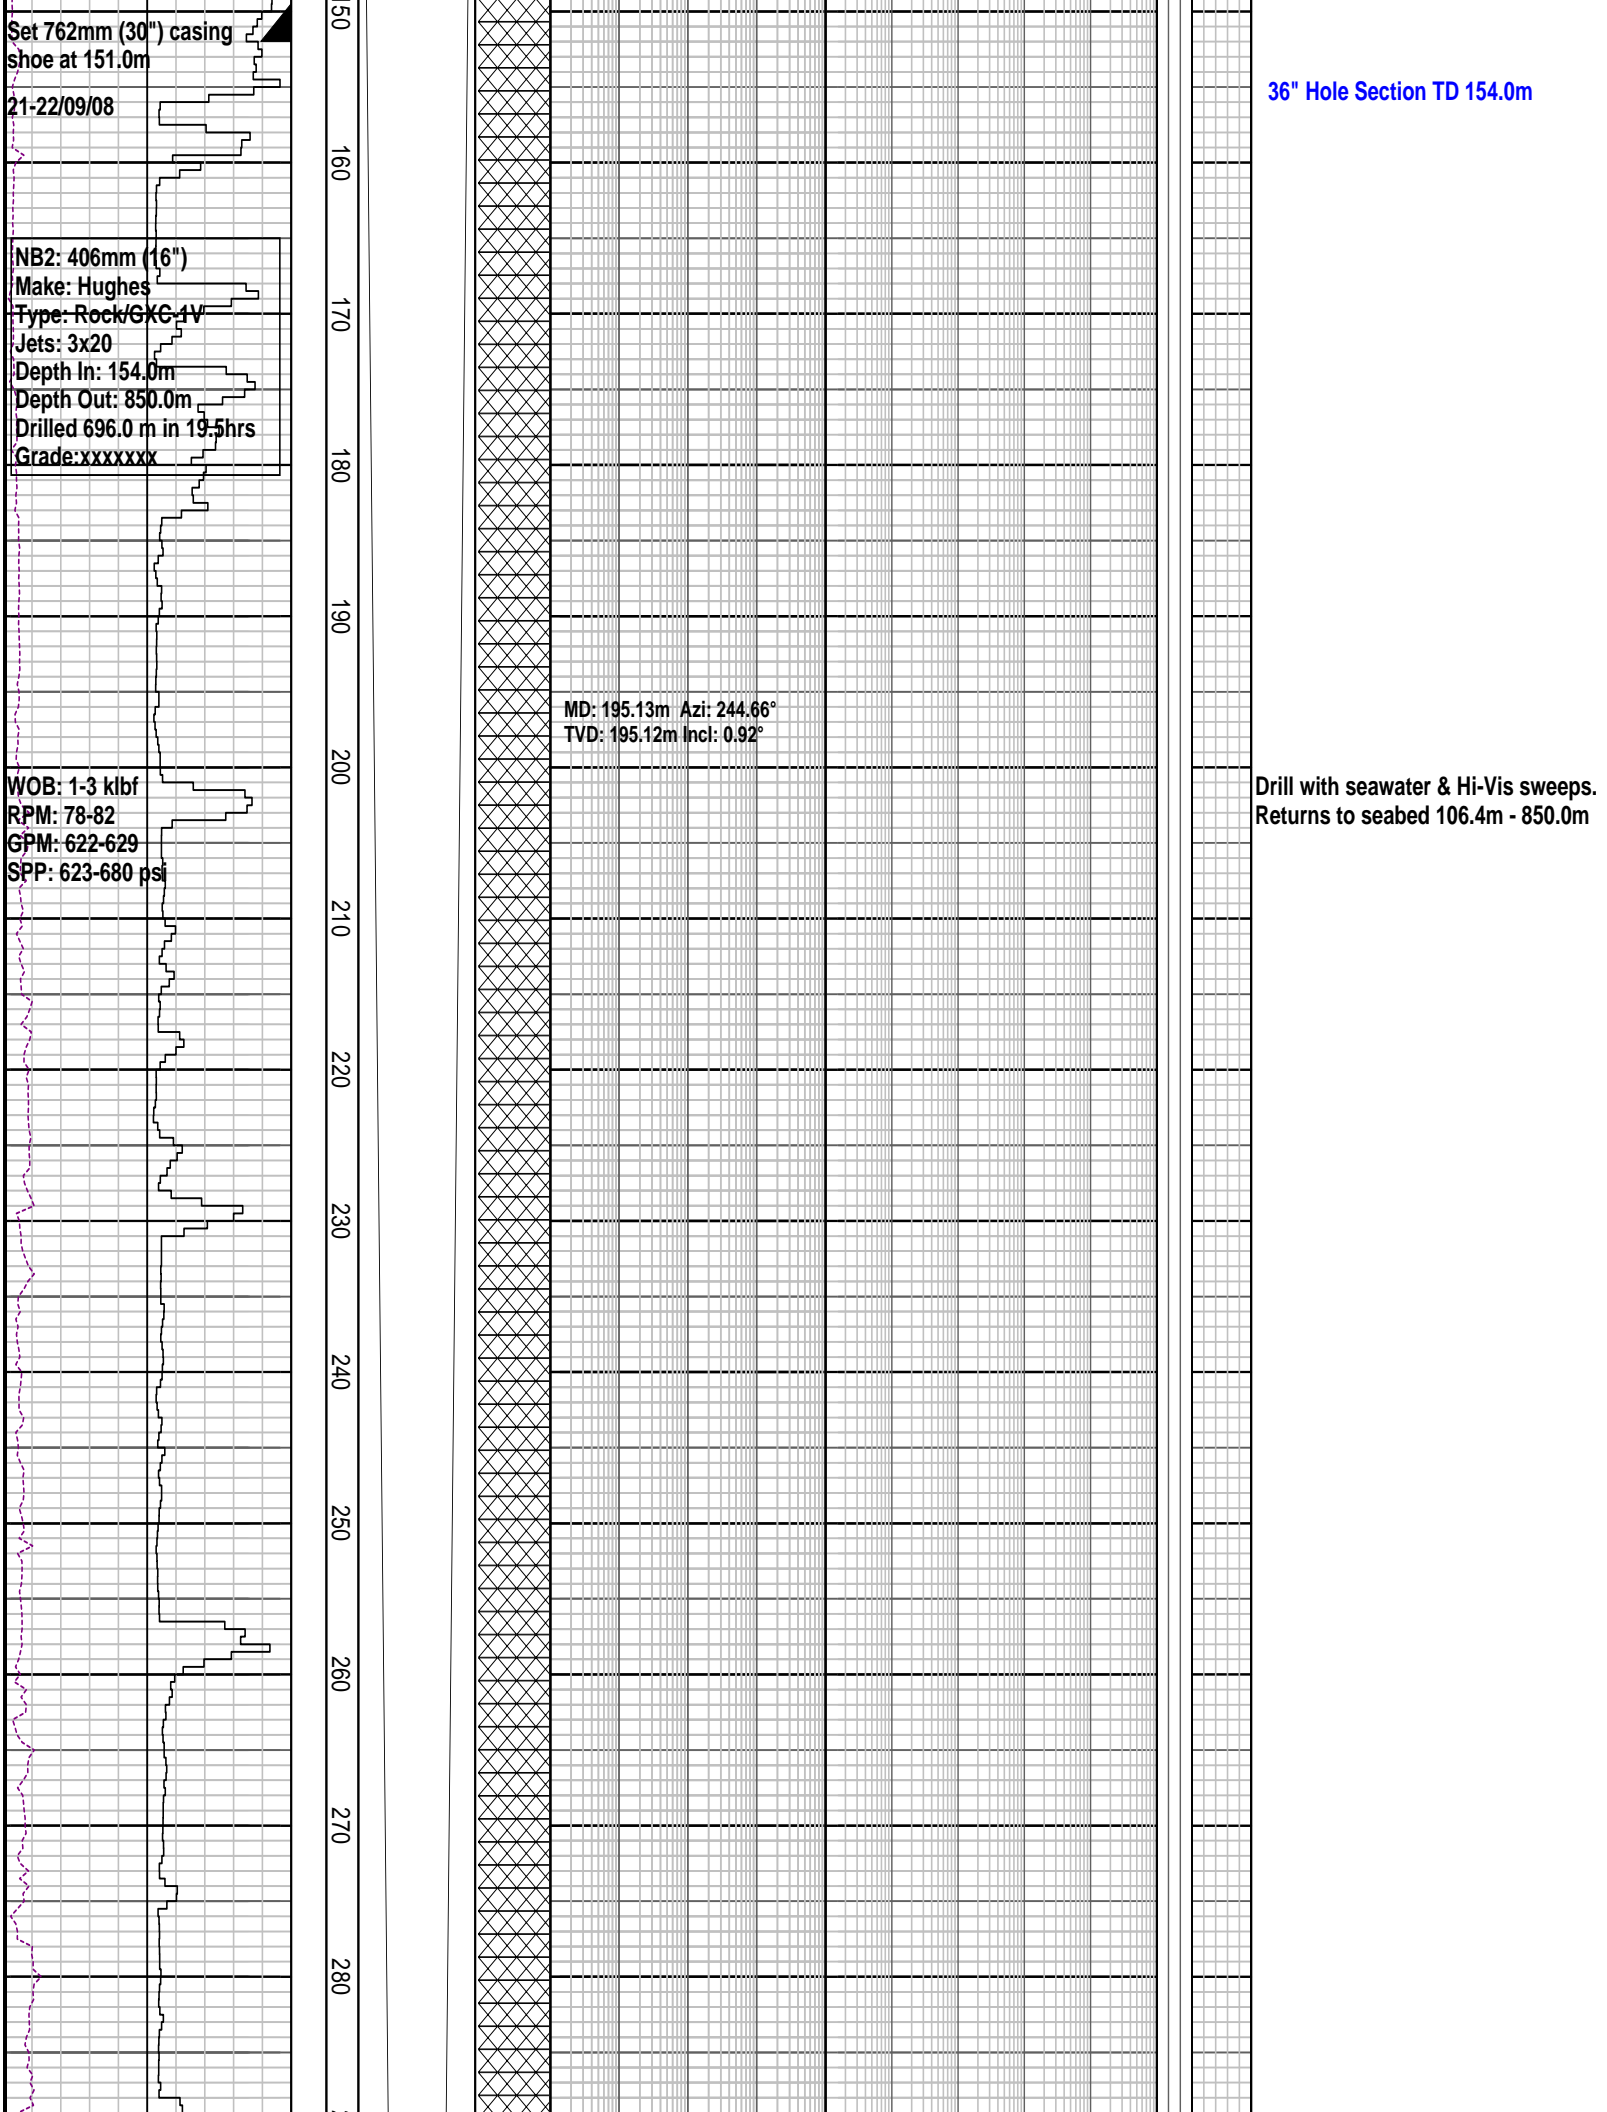 50
Set 762mm (30") casing
shoe at 151.0m
36" Hole Section TD 154.0m
21-22/09/08
160
NB2: 406mm (16")
Make: Hughes
Type: Rock/GXC-1V
Jets: 3x20
Depth In: 154.0m
Depth Out: 850.0m
Drilled 696.0 m in 19.5hrs
Grade:xxxxxxx
170
180
190
MD: 195.13m Azi: 244.66°
TVD: 195.12m Incl: 0.92°
200
WOB: 1-3 klbf
RPM: 78-82
GPM: 622-629
SPP: 623-680 psi
Drill with seawater & Hi-Vis sweeps.
Returns to seabed 106.4m - 850.0m
210
220
230
240
250
260
270
280